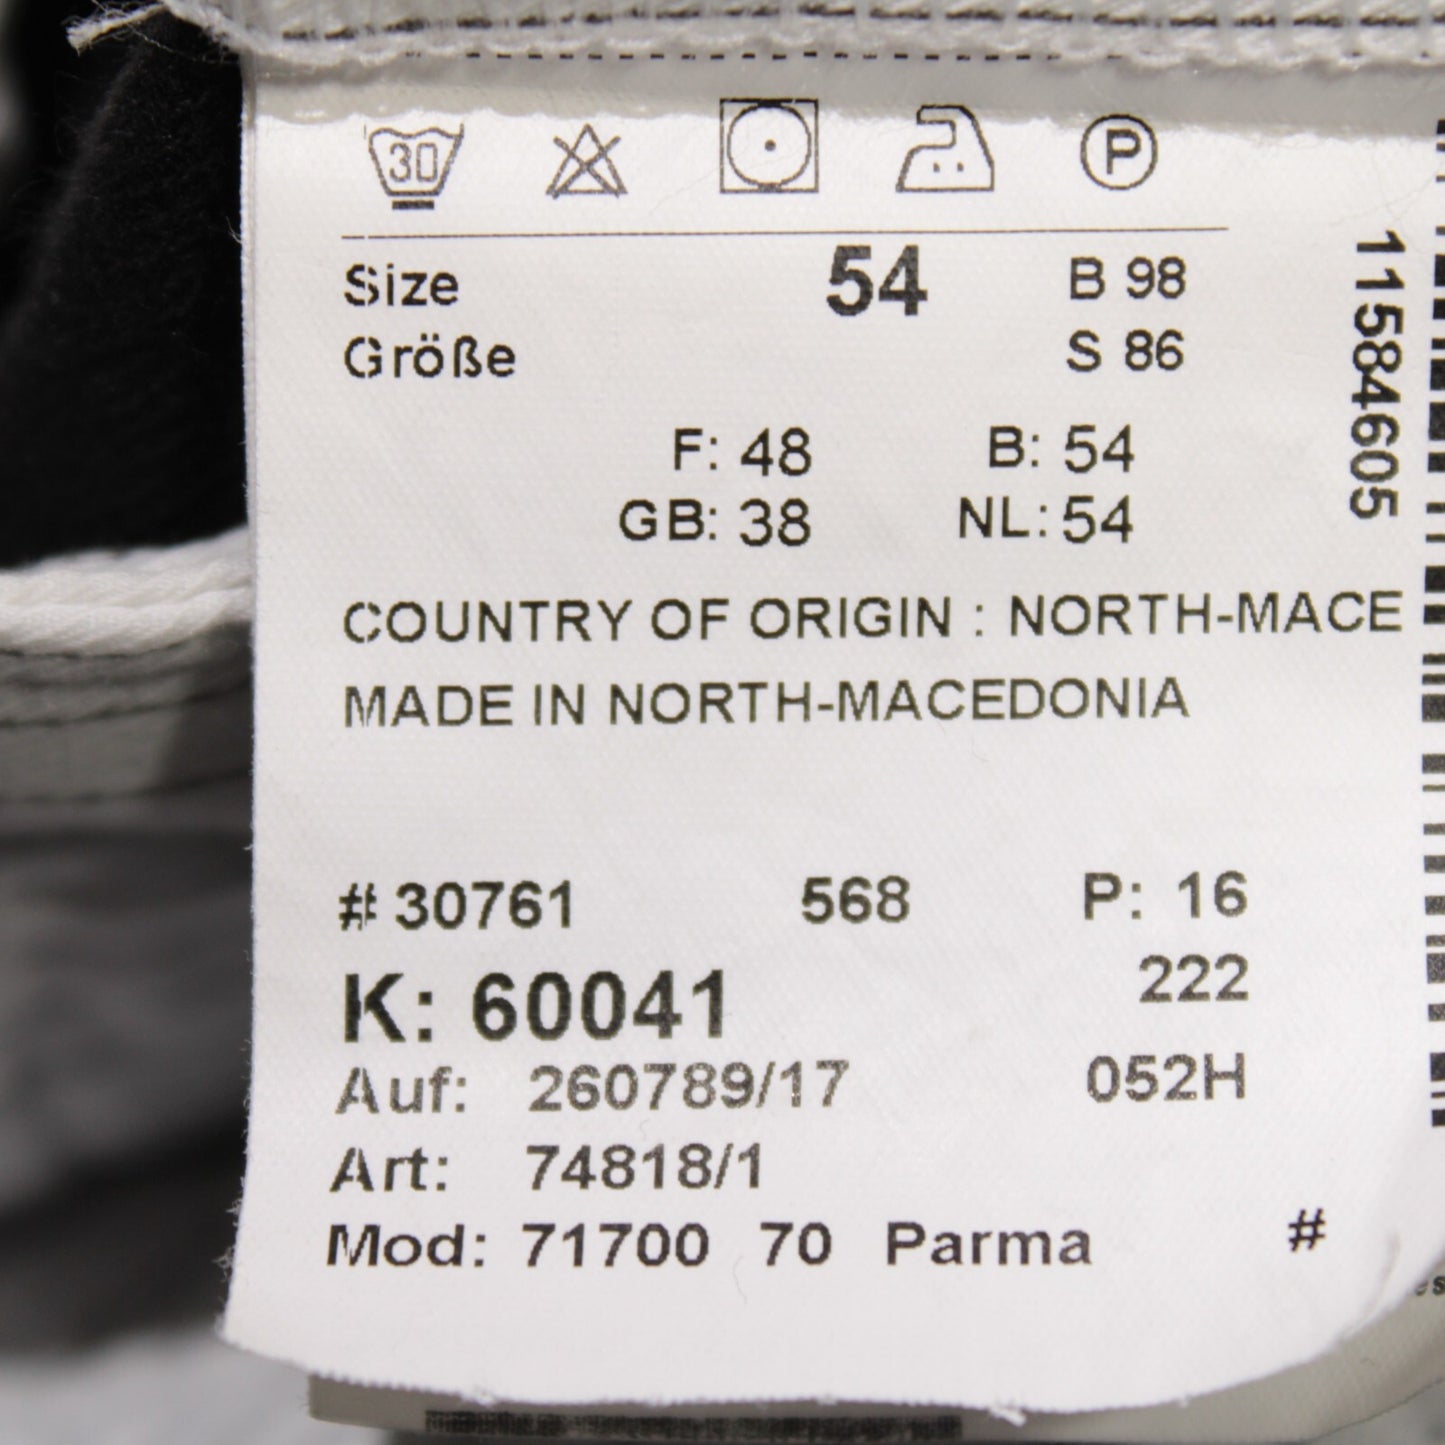 30
P
Size 54 B 98
Größe S 86
F: 48 B: 54
GB: 38 NL: 54
COUNTRY OF ORIGIN : NORTH-MACE
MADE IN NORTH-MACEDONIA
# 30761 568 P: 16
K: 60041 222
Auf: 260789/17 052H
Art: 74818/1
Mod: 71700 70 Parma #
11584605